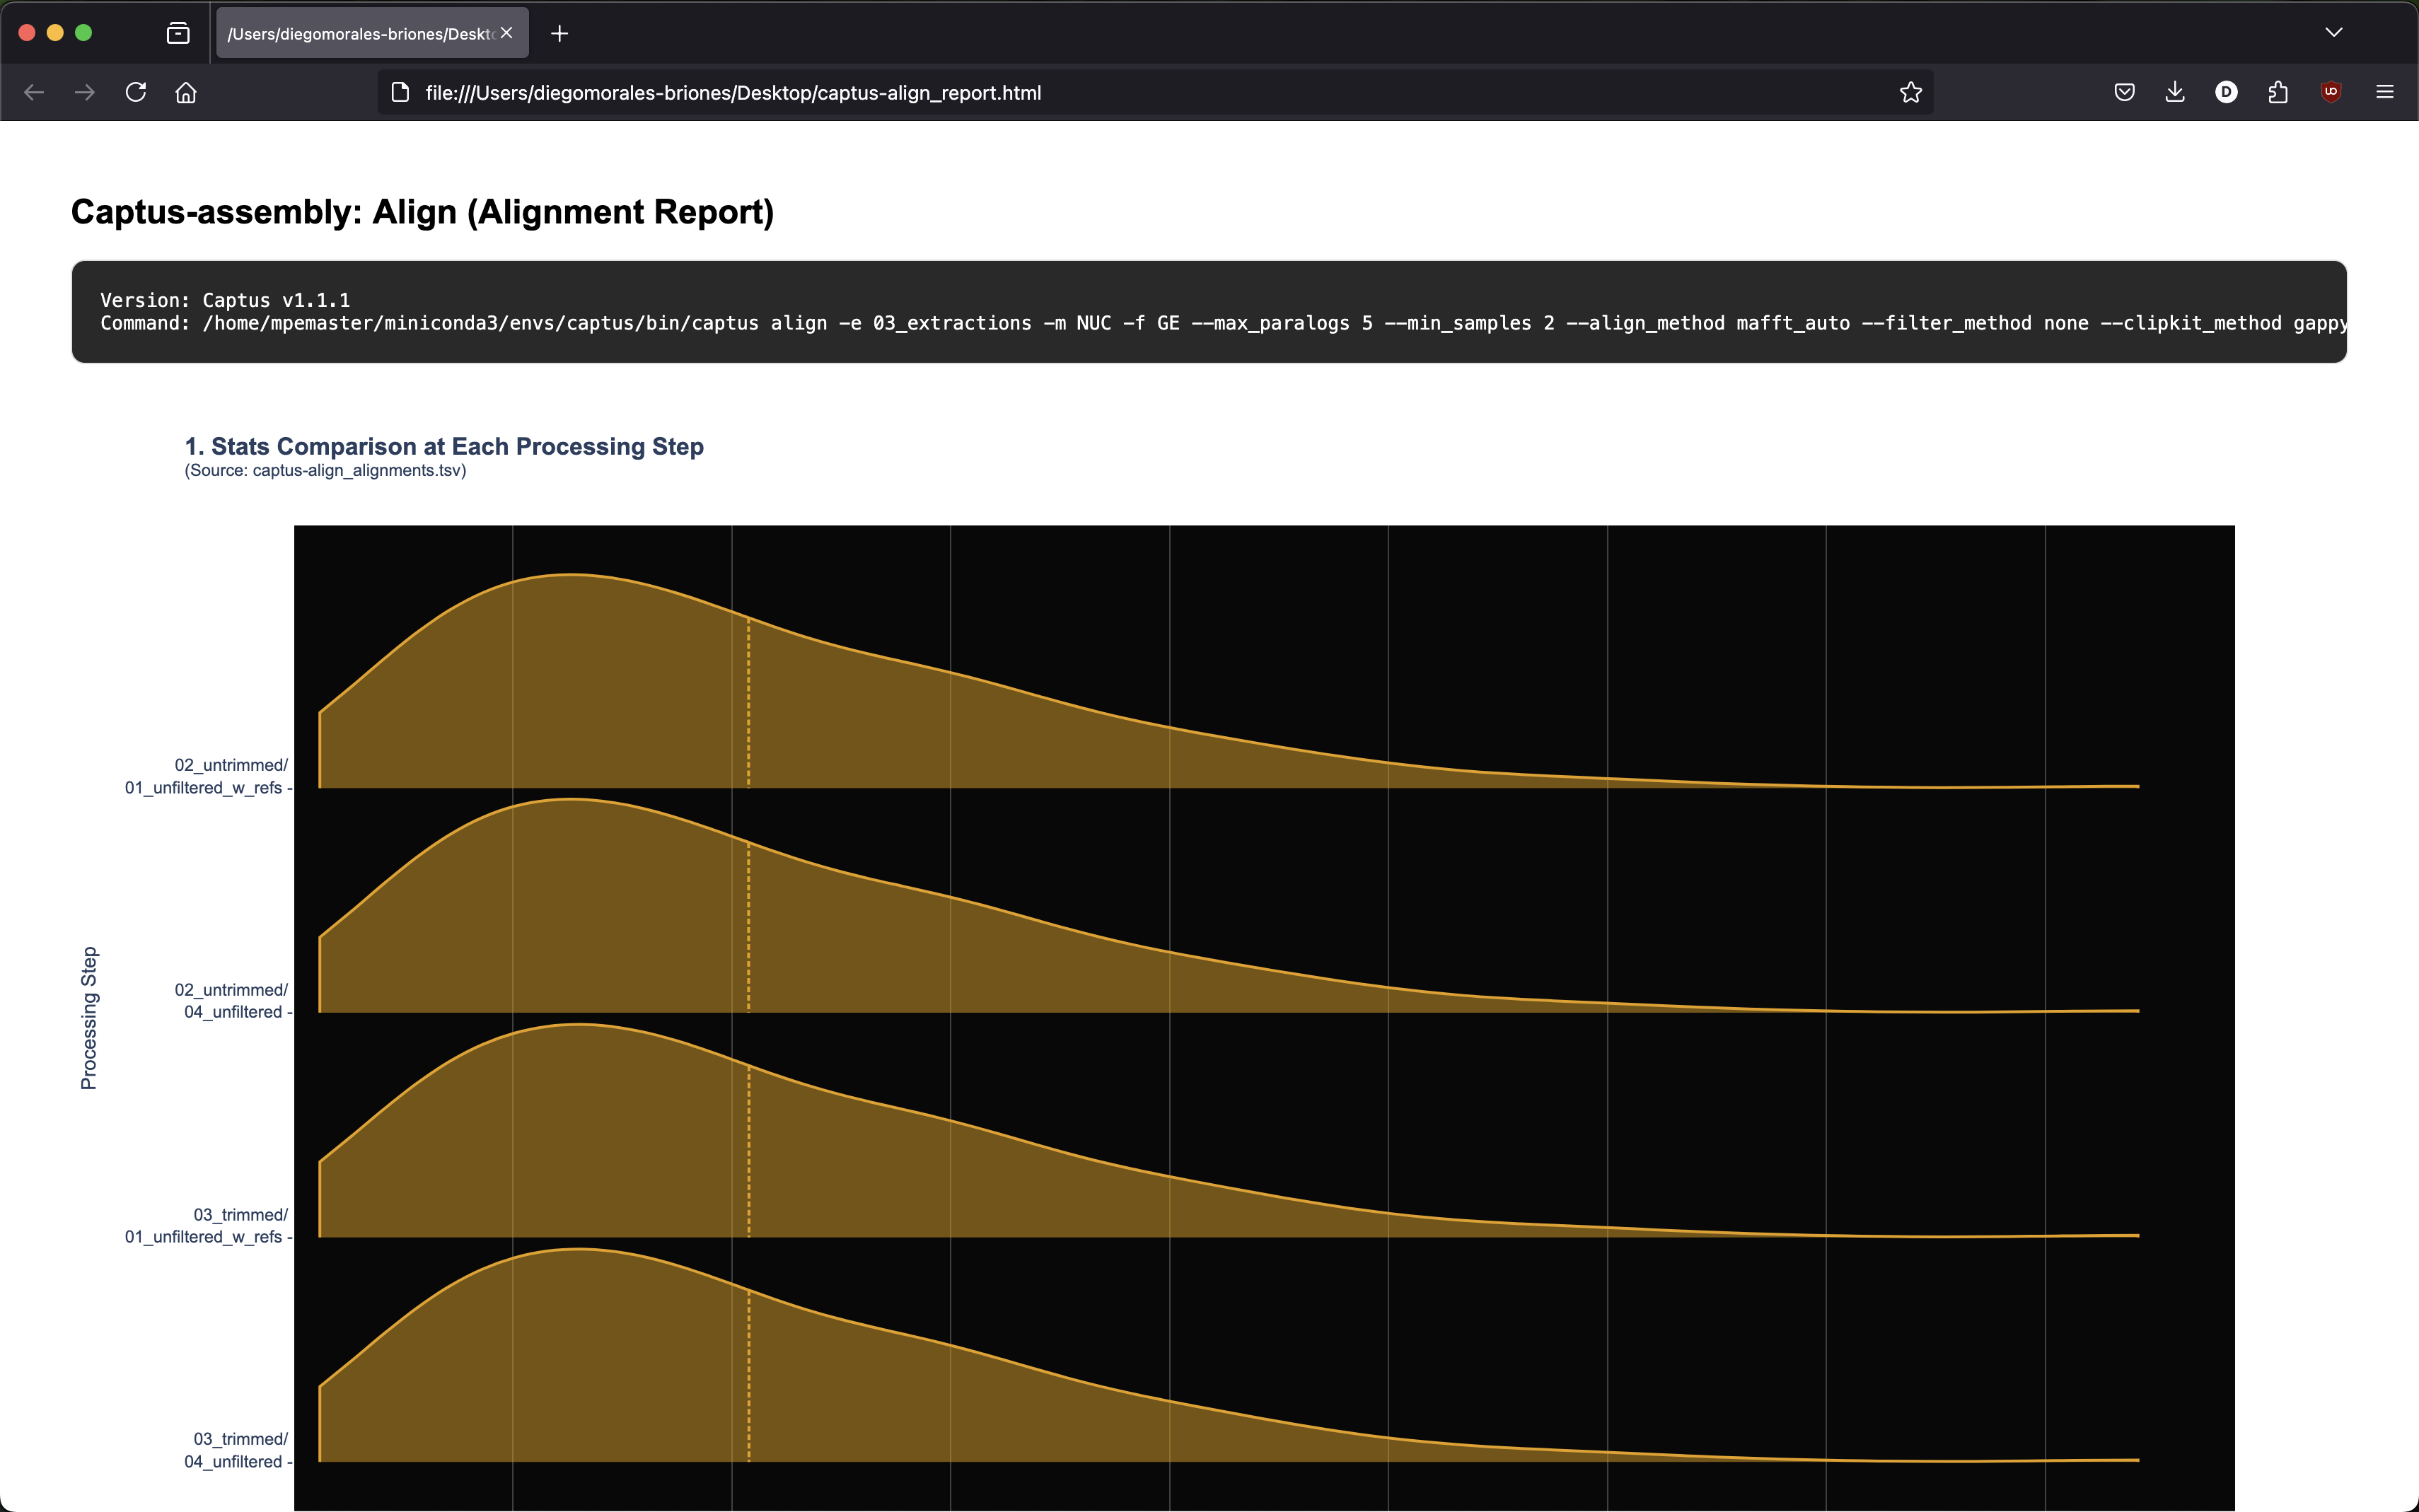 /Users/diegomorales-briones/Deskto
file:///Users/diegomorales-briones/Desktop/captus-align_report.html
D
UO
Captus-assembly: Align (Alignment Report)
Version: Captus v1.1.1
Command: /home/mpemaster/miniconda3/envs/captus/bin/captus align -e 03_extractions -m NUC -f GE --max_paralogs 5 --min_samples 2 --align_method mafft_auto --filter_method none --clipkit_method gappy
1. Stats Comparison at Each Processing Step
(Source: captus-align_alignments.tsv)
Processing Step
02_untrimmed/
01_unfiltered_w_refs
02_untrimmed/
04_unfiltered
03_trimmed/
01_unfiltered_w_refs
03_trimmed/
04_unfiltered